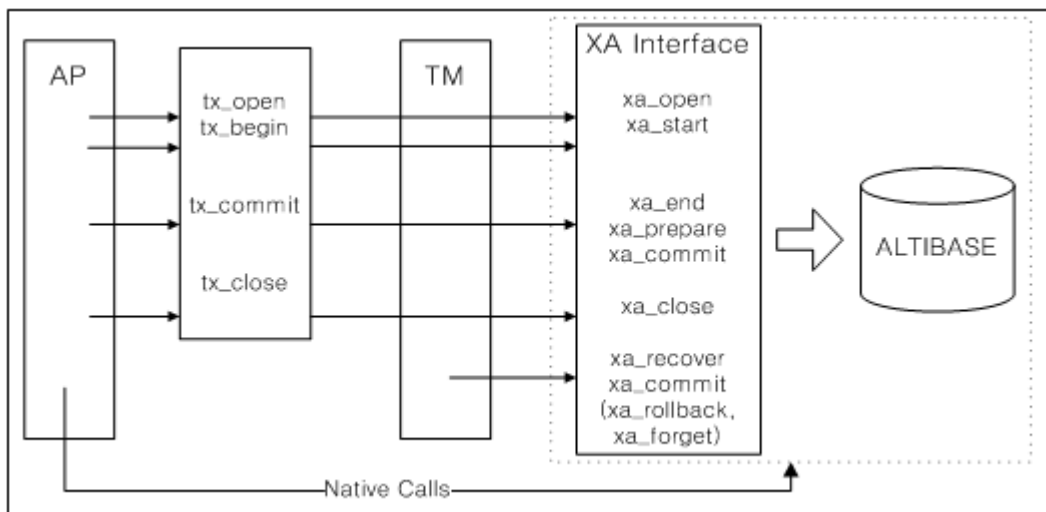 AP
tx_open
tx_begin
tx_commit
tx_close
TM
XA Interface
xa_open
xa_start
xa_end
xa_prepare
xa_commit
xa_close
xa_recover
xa_commit
(xa_rollback,
xa_forget)
ALTIBASE
Native Calls